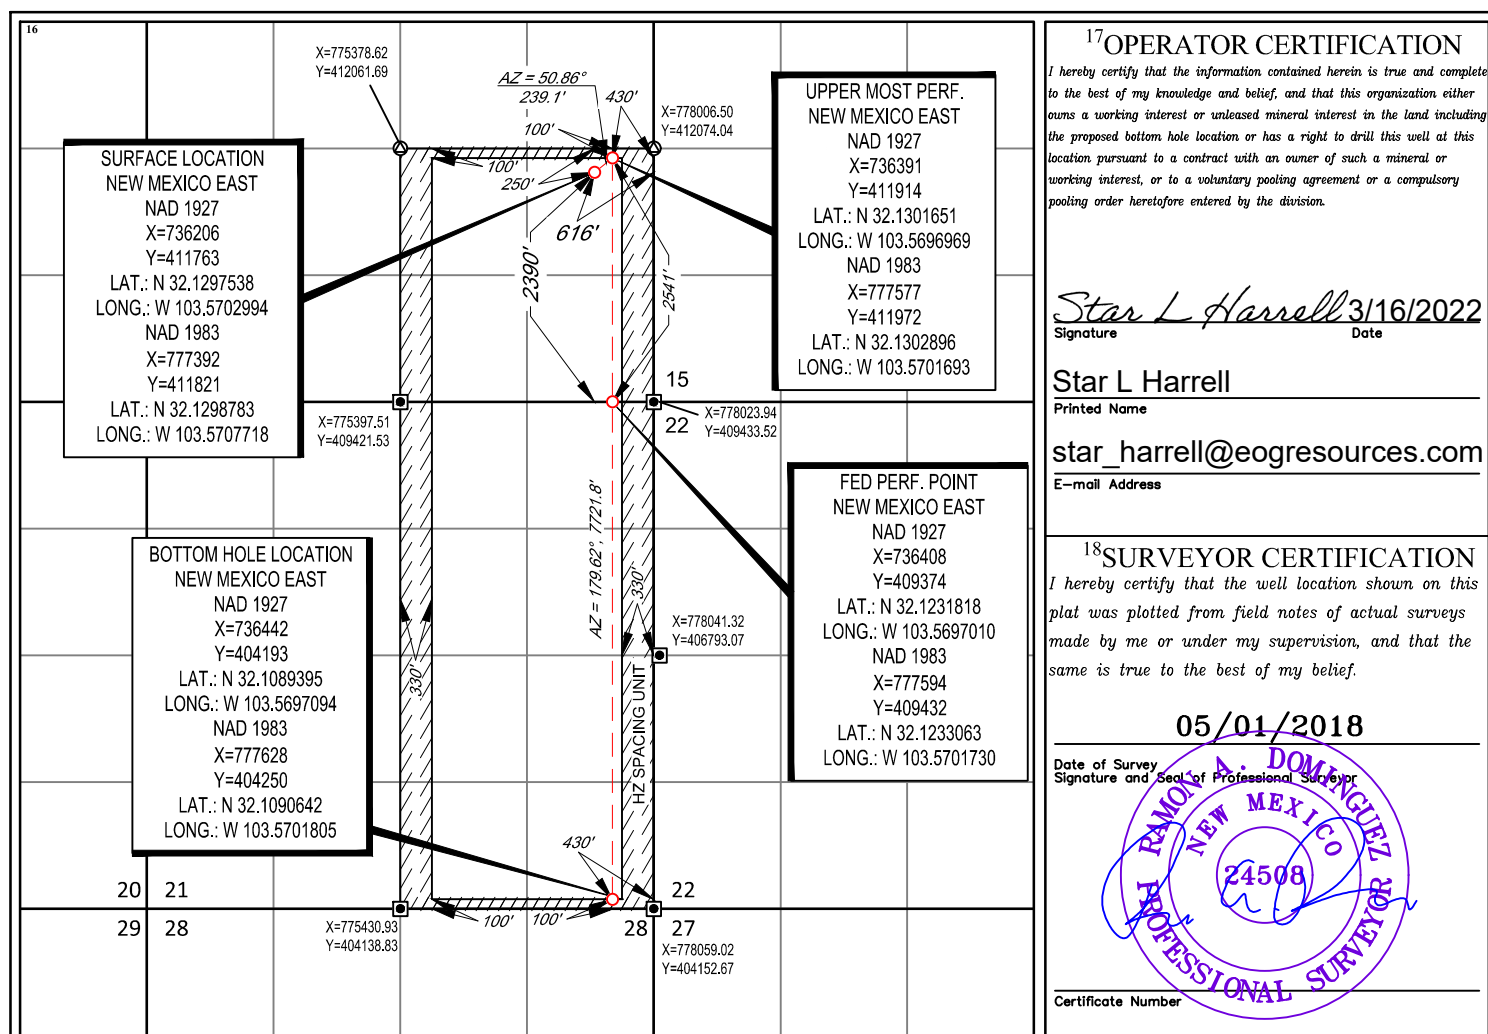 16
X=775378.62
Y=412061.69
AZ = 50.86°
239.1'
430'
100'
X=778006.50
Y=412074.04
100'
250'
616'
2390'
2541'
SURFACE LOCATION
NEW MEXICO EAST
NAD 1927
X=736206
Y=411763
LAT.: N 32.1297538
LONG.: W 103.5702994
NAD 1983
X=777392
Y=411821
LAT.: N 32.1298783
LONG.: W 103.5707718
UPPER MOST PERF.
NEW MEXICO EAST
NAD 1927
X=736391
Y=411914
LAT.: N 32.1301651
LONG.: W 103.5696969
NAD 1983
X=777577
Y=411972
LAT.: N 32.1302896
LONG.: W 103.5701693
15
22
X=775397.51
Y=409421.53
X=778023.94
Y=409433.52
FED PERF. POINT
NEW MEXICO EAST
NAD 1927
X=736408
Y=409374
LAT.: N 32.1231818
LONG.: W 103.5697010
NAD 1983
X=777594
Y=409432
LAT.: N 32.1233063
LONG.: W 103.5701730
AZ = 179.62°, 7721.8'
330'
X=778041.32
Y=406793.07
330'
HZ SPACING UNIT
BOTTOM HOLE LOCATION
NEW MEXICO EAST
NAD 1927
X=736442
Y=404193
LAT.: N 32.1089395
LONG.: W 103.5697094
NAD 1983
X=777628
Y=404250
LAT.: N 32.1090642
LONG.: W 103.5701805
430'
20 21
29 28
100' 100'
22
28 27
X=775430.93
Y=404138.83
X=778059.02
Y=404152.67
17OPERATOR CERTIFICATION
I hereby certify that the information contained herein is true and complete
to the best of my knowledge and belief, and that this organization either
owns a working interest or unleased mineral interest in the land including
the proposed bottom hole location or has a right to drill this well at this
location pursuant to a contract with an owner of such a mineral or
working interest, or to a voluntary pooling agreement or a compulsory
pooling order heretofore entered by the division.
Star L Harrell 3/16/2022
Signature Date
Star L Harrell
Printed Name
star_harrell@eogresources.com
E-mail Address
18SURVEYOR CERTIFICATION
I hereby certify that the well location shown on this
plat was plotted from field notes of actual surveys
made by me or under my supervision, and that the
same is true to the best of my belief.
05/01/2018
Date of Survey
Signature and Seal of Professional Surveyor
RAMON A. DOMINGUEZ
NEW MEXICO
24508
PROFESSIONAL SURVEYOR
Certificate Number